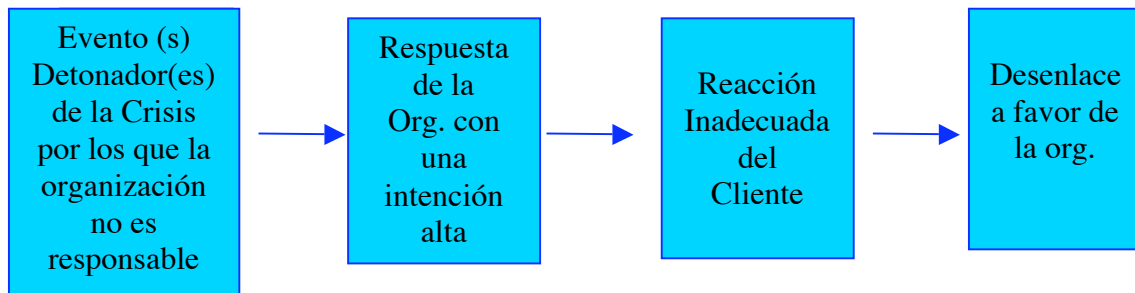 Evento (s)
Detonador(es)
de la Crisis
por los que la
organización
no es
responsable
Respuesta
de la
Org. con
una
intención
alta
Reacción
Inadecuada
del
Cliente
Desenlace
a favor de
la org.